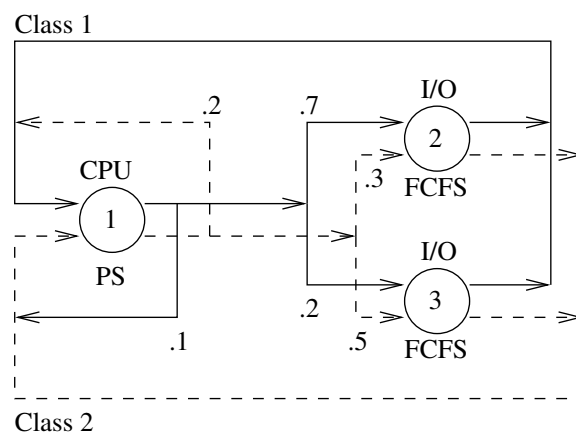 Class 1
I/O
.2
.7
2
CPU
.3
FCFS
1
I/O
PS
3
.2
.1
.5
FCFS
Class 2